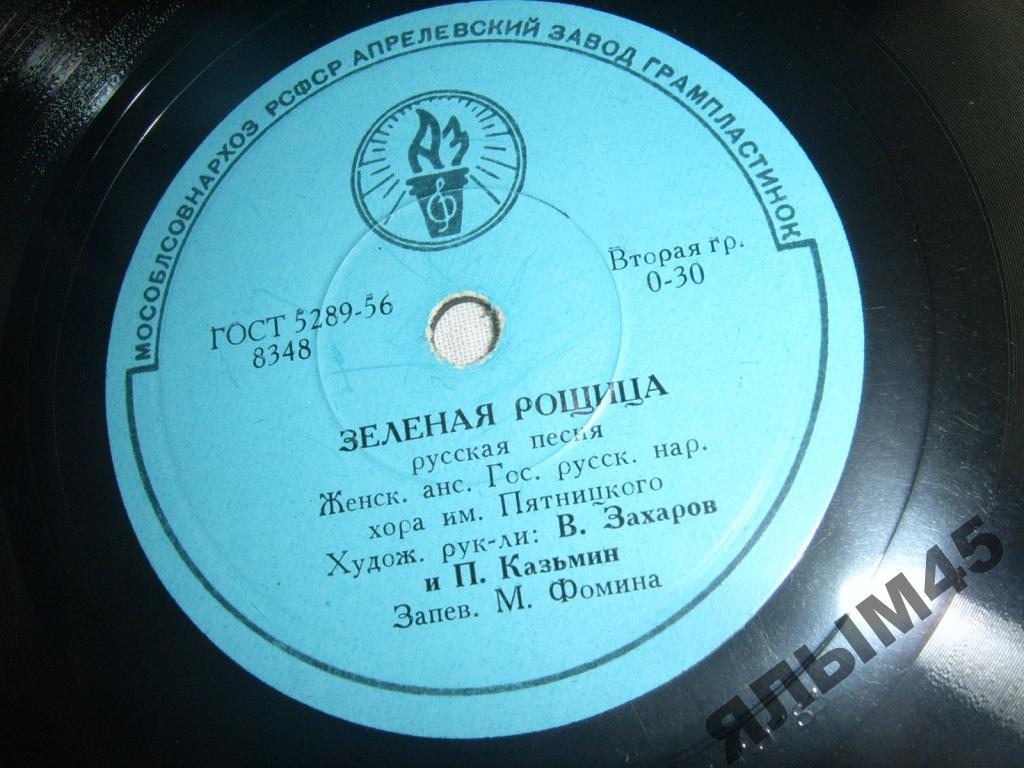 МОСОБЛСОВНАРХОЗ РСФСР АПРЕЛЕВСКИЙ ЗАВОД ГРАМПЛАСТИНОК
АЗ
ГОСТ 5289-56
8348
Вторая гр.
0-30
ЗЕЛЕНАЯ РОЩИЦА
русская песня
Женск. анс. Гос. русск. нар.
хора им. Пятницкого
Худож. рук-ли: В. Захаров
и П. Казьмин
Запев. М. Фомина
ЯЛЫМ45